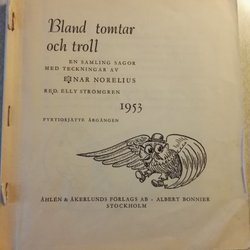 Bland tomtar
och troll
EN SAMLING SAGOR
MED TECKNINGAR AV
EJNAR NORELIUS
RED. ELLY STRÖMGREN
1953
FYRTIOSJÄTTE ÅRGÅNGEN
ÅHLÉN & ÅKERLUNDS FÖRLAGS AB - ALBERT BONNIER
STOCKHOLM